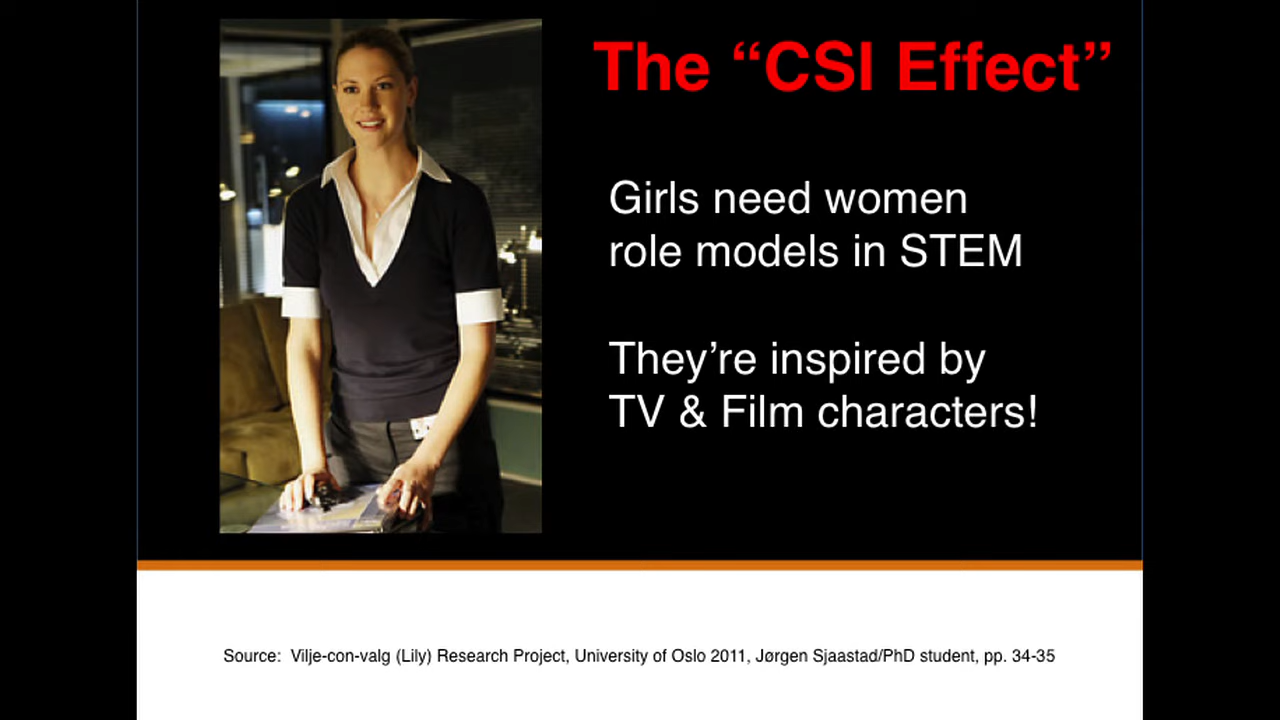 The “CSI Effect”
Girls need women
role models in STEM
They’re inspired by
TV & Film characters!
Source:  Vilje-con-valg (Lily) Research Project, University of Oslo 2011, Jørgen Sjaastad/PhD student, pp. 34-35